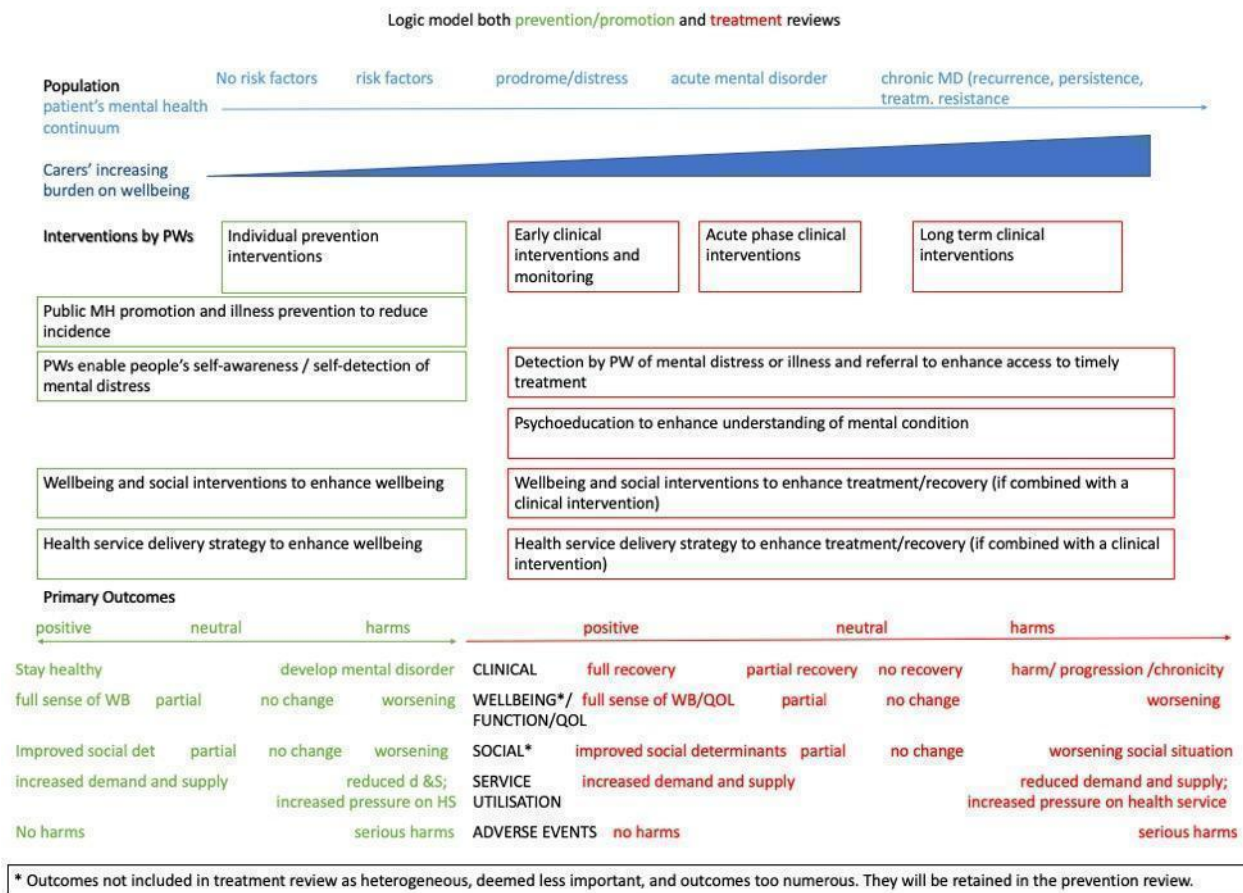 Logic model both prevention/promotion and treatment reviews
Population
patient's mental health
continuum
No risk factors
risk factors
prodrome/distress
acute mental disorder
chronic MD (recurrence, persistence,
treatm. resistance
Carers' increasing
burden on wellbeing
Interventions by PWs
Individual prevention
interventions
Early clinical
interventions and
monitoring
Acute phase clinical
interventions
Long term clinical
interventions
Public MH promotion and illness prevention to reduce
incidence
PWs enable people's self-awareness / self-detection of
mental distress
Detection by PW of mental distress or illness and referral to enhance access to timely
treatment
Psychoeducation to enhance understanding of mental condition
Wellbeing and social interventions to enhance wellbeing
Wellbeing and social interventions to enhance treatment/recovery (if combined with a
clinical intervention)
Health service delivery strategy to enhance wellbeing
Health service delivery strategy to enhance treatment/recovery (if combined with a clinical
intervention)
Primary Outcomes
positive neutral harms positive neutral harms
Stay healthy develop mental disorder CLINICAL full recovery partial recovery no recovery harm/ progression /chronicity
full sense of WB partial no change worsening WELLBEING*/ full sense of WB/QOL partial no change worsening
FUNCTION/QOL
Improved social det partial no change worsening SOCIAL* improved social determinants partial no change worsening social situation
increased demand and supply reduced d &S; SERVICE increased demand and supply reduced demand and supply;
increased pressure on HS UTILISATION increased pressure on health service
No harms serious harms ADVERSE EVENTS no harms serious harms
* Outcomes not included in treatment review as heterogeneous, deemed less important, and outcomes too numerous. They will be retained in the prevention review.